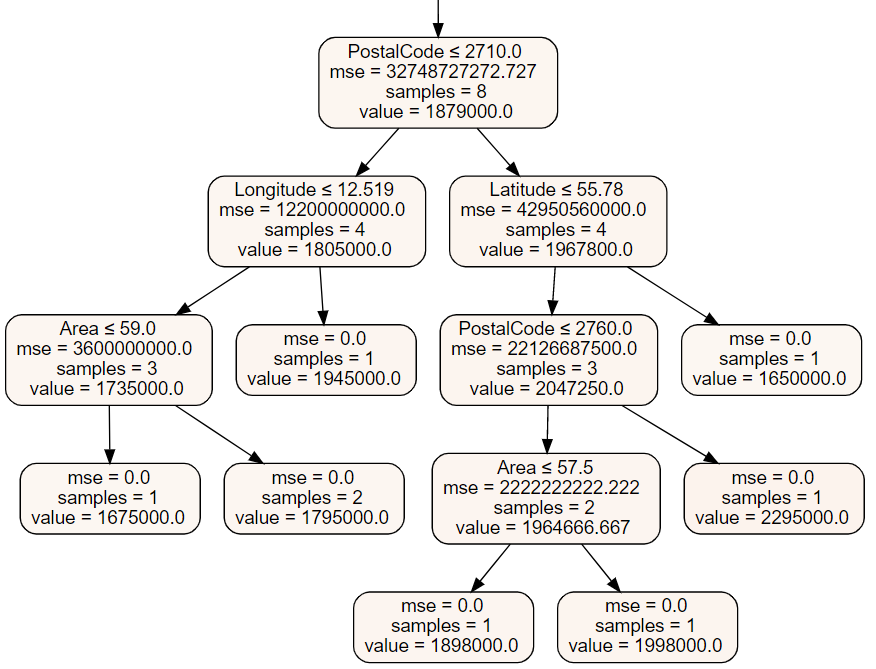 PostalCode ≤ 2710.0
mse = 32748727272.727
samples = 8
value = 1879000.0
Longitude ≤ 12.519
mse = 12200000000.0
samples = 4
value = 1805000.0
Latitude ≤ 55.78
mse = 42950560000.0
samples = 4
value = 1967800.0
Area ≤ 59.0
mse = 3600000000.0
samples = 3
value = 1735000.0
mse = 0.0
samples = 1
value = 1945000.0
PostalCode ≤ 2760.0
mse = 22126687500.0
samples = 3
value = 2047250.0
mse = 0.0
samples = 1
value = 1650000.0
mse = 0.0
samples = 1
value = 1675000.0
mse = 0.0
samples = 2
value = 1795000.0
Area ≤ 57.5
mse = 2222222222.222
samples = 2
value = 1964666.667
mse = 0.0
samples = 1
value = 2295000.0
mse = 0.0
samples = 1
value = 1898000.0
mse = 0.0
samples = 1
value = 1998000.0